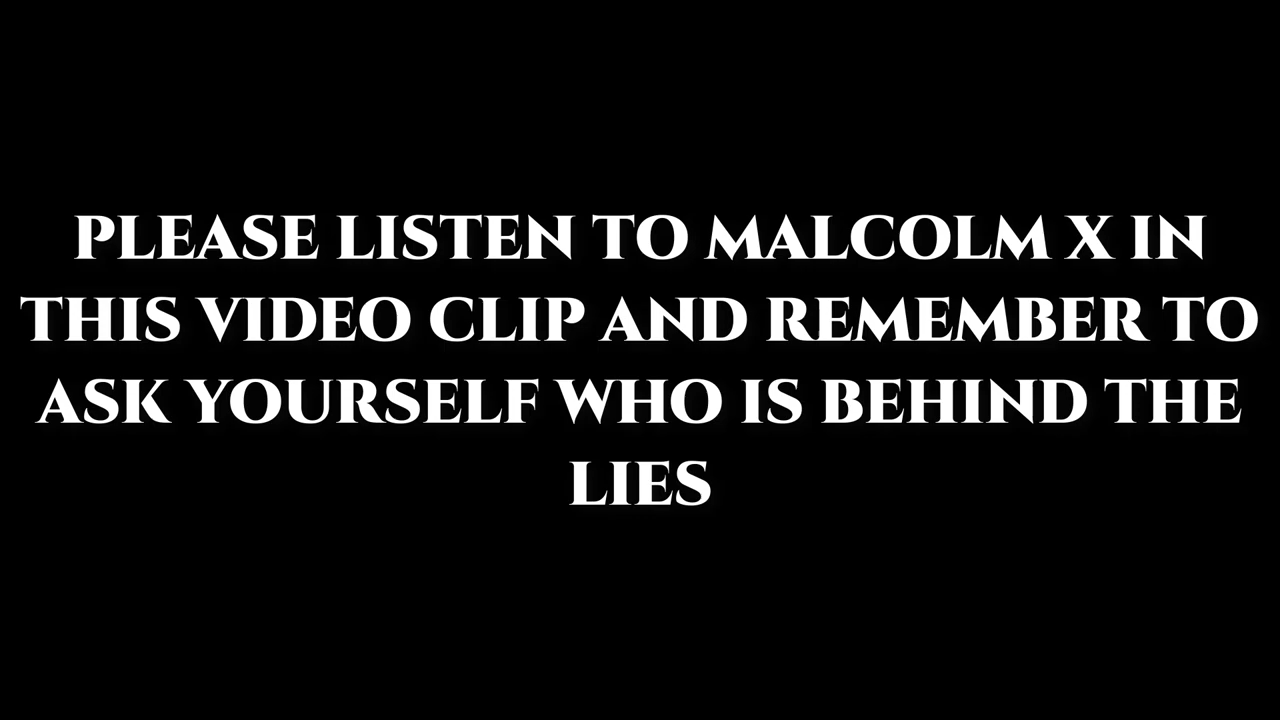 PLEASE LISTEN TO MALCOLM X IN
THIS VIDEO CLIP AND REMEMBER TO
ASK YOURSELF WHO IS BEHIND THE
LIES